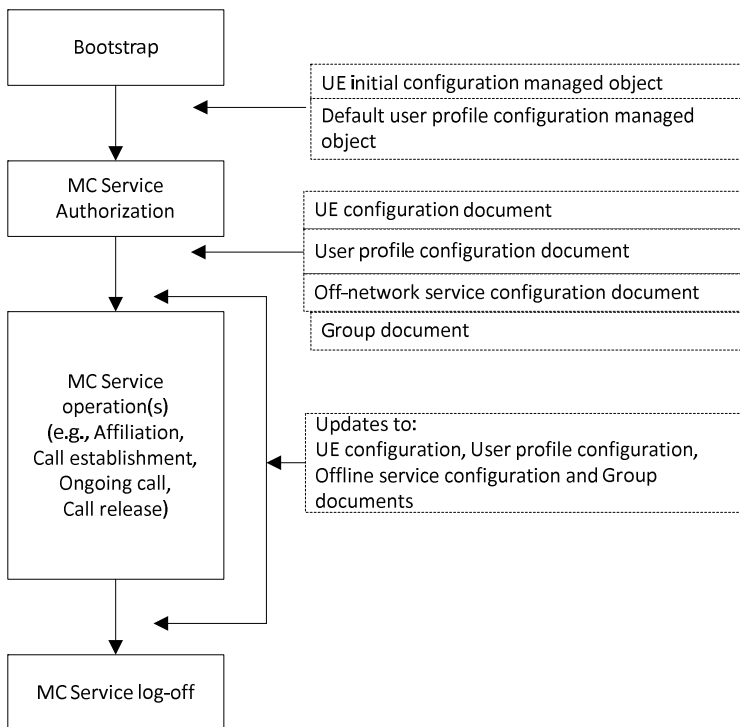 Bootstrap
UE initial configuration managed object
Default user profile configuration managed
object
MC Service
Authorization
UE configuration document
User profile configuration document
Off-network service configuration document
Group document
MC Service
operation(s)
(e.g., Affiliation,
Call establishment,
Ongoing call,
Call release)
Updates to:
UE configuration, User profile configuration,
Offline service configuration and Group
documents
MC Service log-off